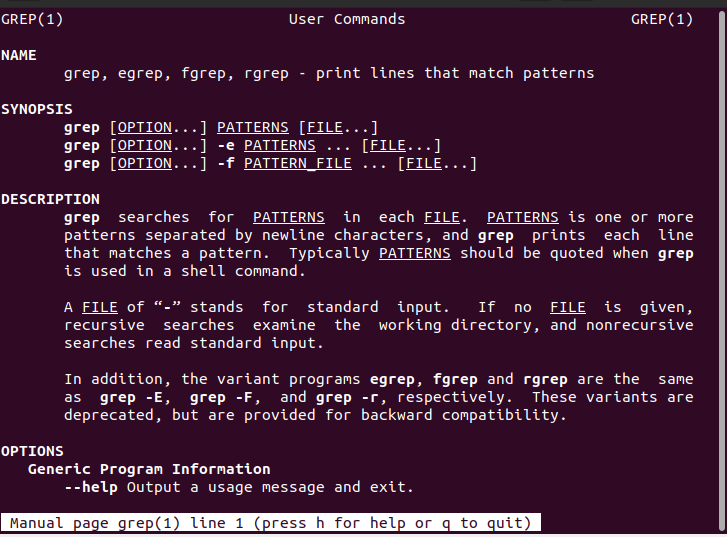 GREP(1) User Commands GREP(1)
NAME
grep, egrep, fgrep, rgrep - print lines that match patterns
SYNOPSIS
grep [OPTION...] PATTERNS [FILE...]
grep [OPTION...] -e PATTERNS ... [FILE...]
grep [OPTION...] -f PATTERN_FILE ... [FILE...]
DESCRIPTION
grep searches for PATTERNS in each FILE. PATTERNS is one or more
patterns separated by newline characters, and grep prints each line
that matches a pattern. Typically PATTERNS should be quoted when grep
is used in a shell command.
A FILE of “-” stands for standard input. If no FILE is given,
recursive searches examine the working directory, and nonrecursive
searches read standard input.
In addition, the variant programs egrep, fgrep and rgrep are the same
as grep -E, grep -F, and grep -r, respectively. These variants are
deprecated, but are provided for backward compatibility.
OPTIONS
Generic Program Information
--help Output a usage message and exit.
Manual page grep(1) line 1 (press h for help or q to quit)